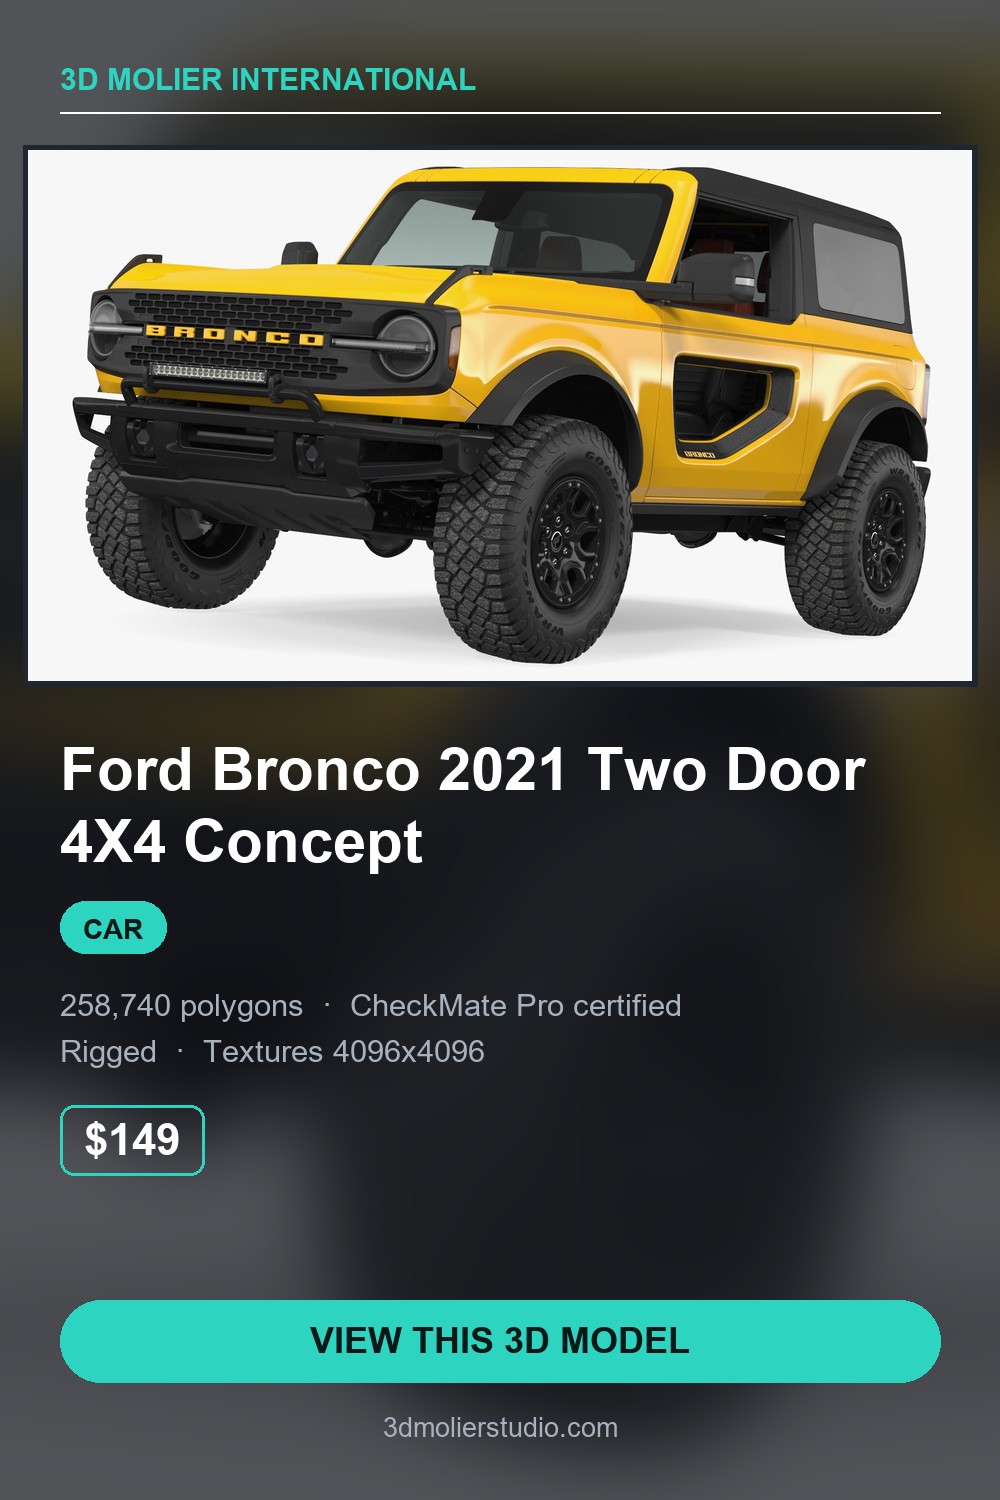 3D MOLIER INTERNATIONAL
BRONCO
BRONCO
Ford Bronco 2021 Two Door
4X4 Concept
CAR
258,740 polygons · CheckMate Pro certified
Rigged · Textures 4096x4096
$149
VIEW THIS 3D MODEL
3dmolierstudio.com